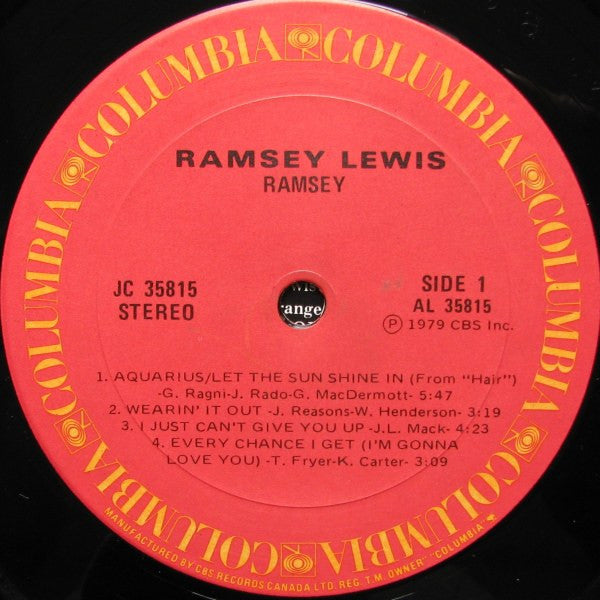 COLUMBIA COLUMBIA COLUMBIA COLUMBIA COLUMBIA COLUMBIA
RAMSEY LEWIS
RAMSEY
JC 35815
STEREO
SIDE 1
AL 35815
℗ 1979 CBS Inc.
ange
1. AQUARIUS/LET THE SUN SHINE IN (From "Hair")
-G. Ragni-J. Rado-G. MacDermott- 5:47
2. WEARIN' IT OUT -J. Reasons-W. Henderson- 3:19
3. I JUST CAN'T GIVE YOU UP -J.L. Mack- 4:23
4. EVERY CHANCE I GET (I'M GONNA
LOVE YOU) -T. Fryer-K. Carter- 3:09
MANUFACTURED BY CBS RECORDS CANADA LTD. REG. T.M. OWNER "COLUMBIA"